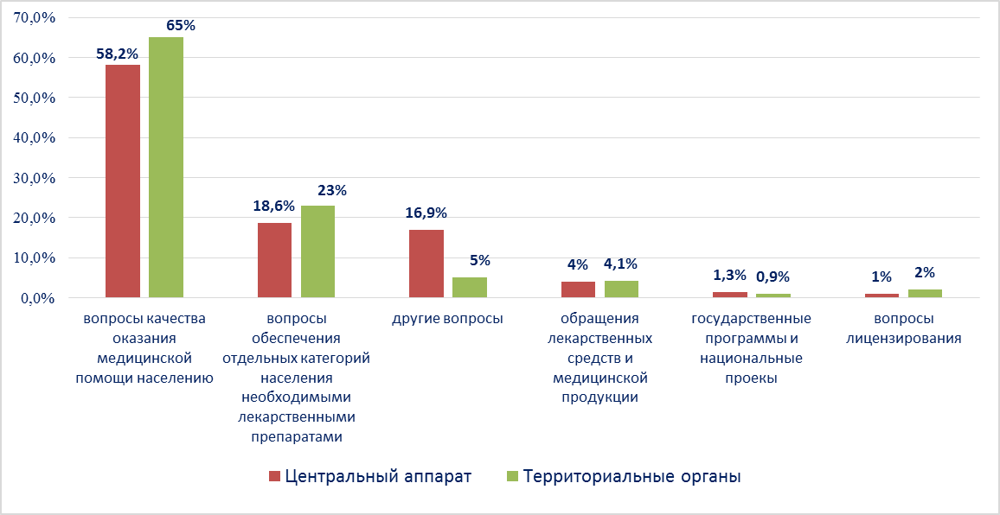 70,0%
60,0%
50,0%
40,0%
30,0%
20,0%
10,0%
0,0%
58,2%
65%
18,6%
23%
16,9%
5%
4%
4,1%
1,3%
0,9%
1%
2%
вопросы качества
оказания
медицинской
помощи населению
вопросы
обеспечения
отдельных категорий
населения
необходимыми
лекарственными
препаратами
другие вопросы
обращения
лекарственных
средств и
медицинской
продукции
государственные
программы и
национальные
проекы
вопросы
лицензирования
Центральный аппарат
Территориальные органы